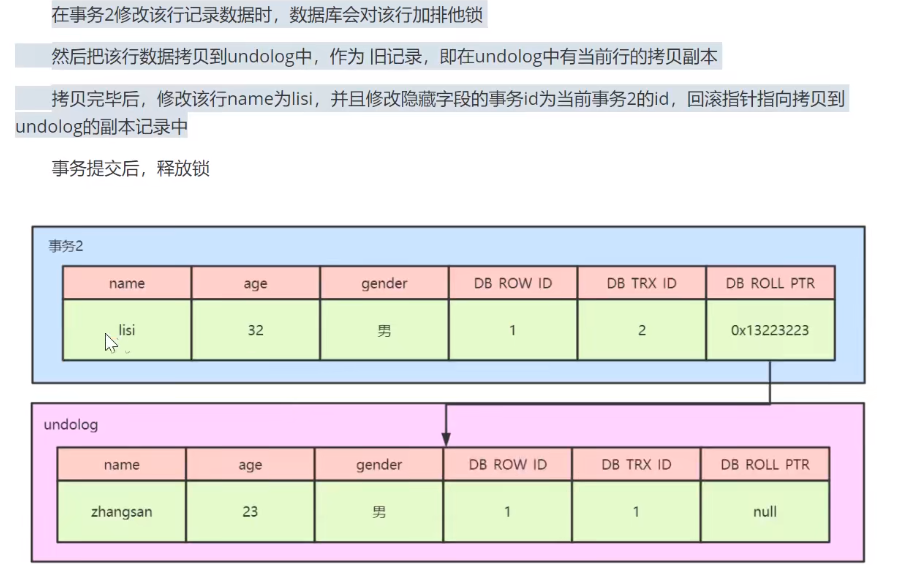 在事务2修改该行记录数据时，数据库会对该行加排他锁
然后把该行数据拷贝到undolog中，作为 旧记录，即在undolog中有当前行的拷贝副本
拷贝完毕后，修改该行name为lisi，并且修改隐藏字段的事务id为当前事务2的id，回滚指针指向拷贝到
undolog的副本记录中
事务提交后，释放锁
事务2
name age gender DB ROW ID DB TRX ID DB ROLL PTR
lisi 32 男 1 2 0x13223223
undolog
name age gender DB ROW ID DB TRX ID DB ROLL PTR
zhangsan 23 男 1 1 null